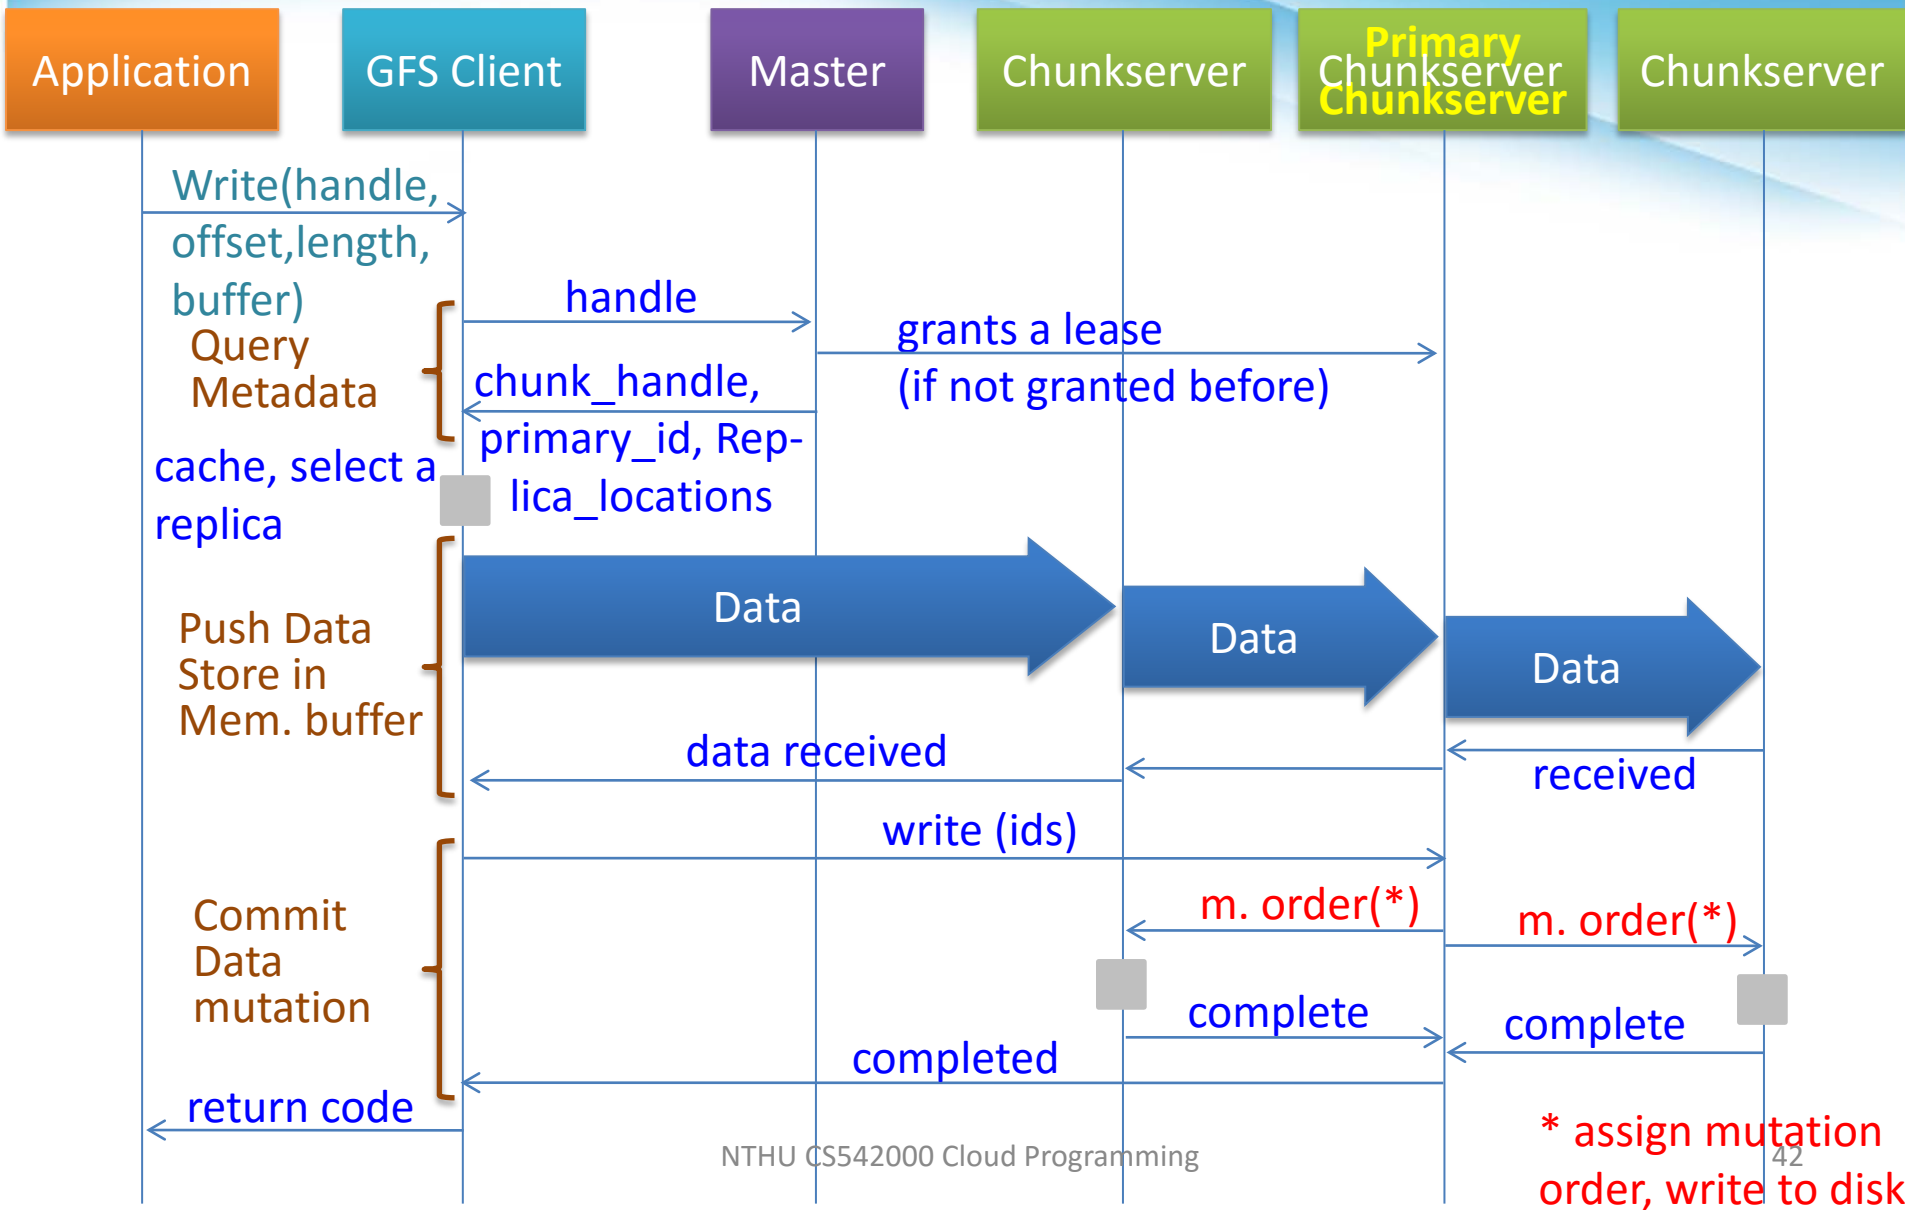 Application
GFS Client
Master
Chunkserver
Chunkserver
Primary
Chunkserver
Chunkserver
Write(handle,
offset,length,
buffer)
handle
grants a lease
(if not granted before)
Query
Metadata
chunk_handle,
primary_id, Rep-
lica_locations
cache, select a
replica
Push Data
Store in
Mem. buffer
Data
Data
Data
data received
received
write (ids)
Commit
Data
mutation
m. order(*)
m. order(*)
complete
complete
completed
return code
* assign mutation
order, write to disk
NTHU CS542000 Cloud Programming
42